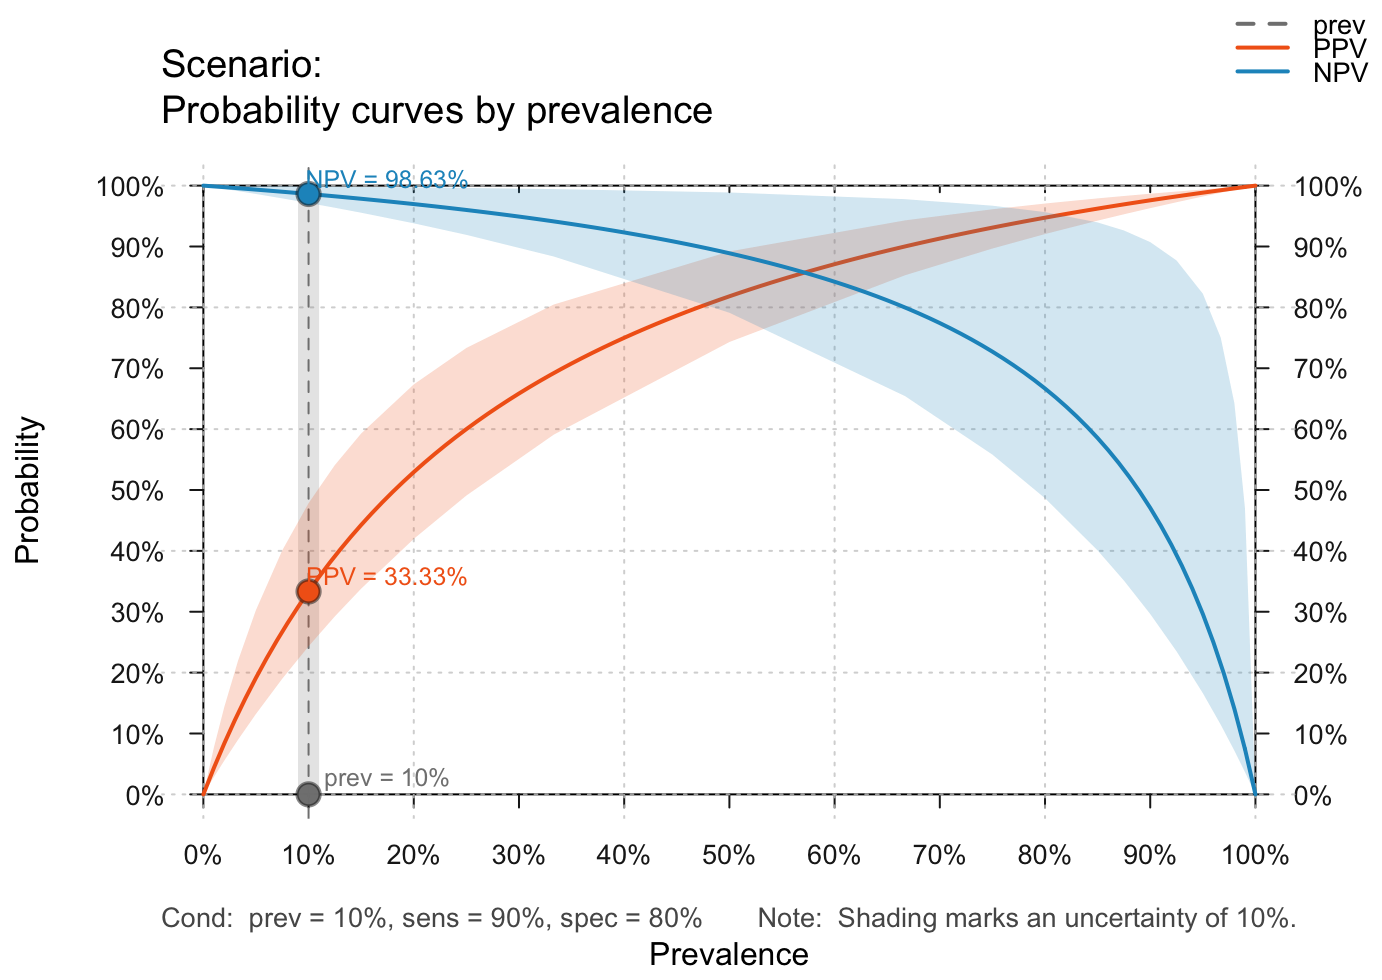 prev
PPV
NPV
Scenario:
Probability curves by prevalence
NPV = 98.63%
100%
90%
80%
70%
60%
50%
40%
30%
20%
10%
0%
100%
90%
80%
70%
60%
50%
40%
30%
20%
10%
0%
Probability
PPV = 33.33%
prev = 10%
0% 10% 20% 30% 40% 50% 60% 70% 80% 90% 100%
Cond:  prev = 10%, sens = 90%, spec = 80% Note:  Shading marks an uncertainty of 10%.
Prevalence